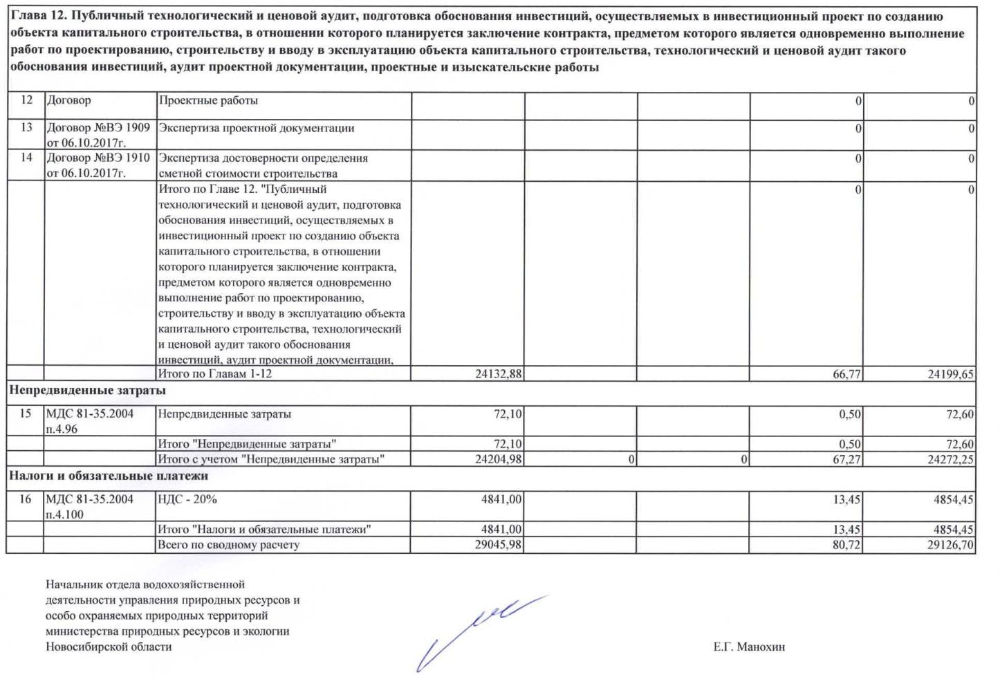 Глава 12. Публичный технологический и ценовой аудит, подготовка обоснования инвестиций, осуществляемых в инвестиционный проект по созданию
объекта капитального строительства, в отношении которого планируется заключение контракта, предметом которого является одновременно выполнение
работ по проектированию, строительству и вводу в эксплуатацию объекта капитального строительства, технологический и ценовой аудит такого
обоснования инвестиций, аудит проектной документации, проектные и изыскательские работы
12 Договор Проектные работы 0 0
13 Договор №ВЭ 1909 Экспертиза проектной документации 0 0
от 06.10.2017г.
14 Договор №ВЭ 1910 Экспертиза достоверности определения 0 0
от 06.10.2017г. сметной стоимости строительства
Итого по Главе 12. "Публичный 0 0
технологический и ценовой аудит, подготовка
обоснования инвестиций, осуществляемых в
инвестиционный проект по созданию объекта
капитального строительства, в отношении
которого планируется заключение контракта,
предметом которого является одновременно
выполнение работ по проектированию,
строительству и вводу в эксплуатацию объекта
капитального строительства, технологический
и ценовой аудит такого обоснования
инвестиций, аудит проектной документации,
Итого по Главам 1-12 24132,88 66,77 24199,65
Непредвиденные затраты
15 МДС 81-35.2004 Непредвиденные затраты 72,10 0,50 72,60
п.4.96
Итого "Непредвиденные затраты" 72,10 0,50 72,60
Итого с учетом "Непредвиденные затраты" 24204,98 0 0 67,27 24272,25
Налоги и обязательные платежи
16 МДС 81-35.2004 НДС - 20% 4841,00 13,45 4854,45
п.4.100
Итого "Налоги и обязательные платежи" 4841,00 13,45 4854,45
Всего по сводному расчету 29045,98 80,72 29126,70
Начальник отдела водохозяйственной
деятельности управления природных ресурсов и
особо охраняемых природных территорий
министерства природных ресурсов и экологии
Новосибирской области Е.Г. Манохин